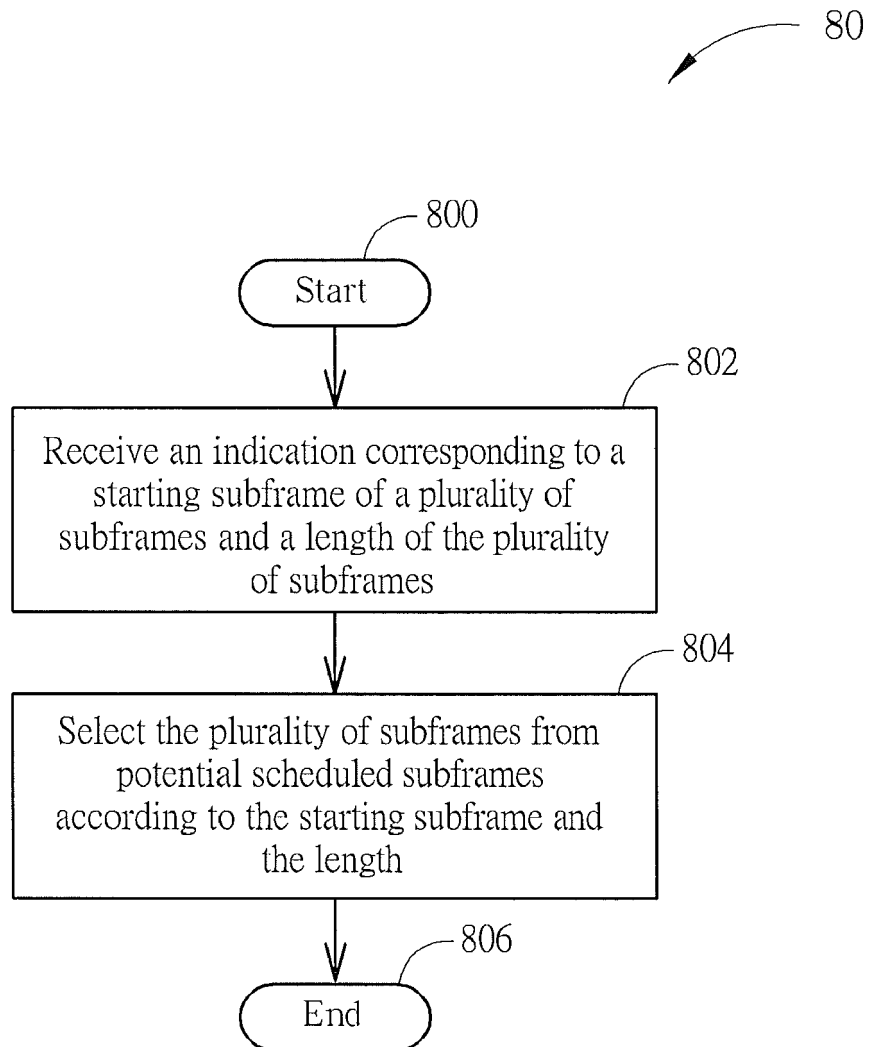 80
800
Start
802
Receive an indication corresponding to a
starting subframe of a plurality of
subframes and a length of the plurality
of subframes
804
Select the plurality of subframes from
potential scheduled subframes
according to the starting subframe and
the length
806
End